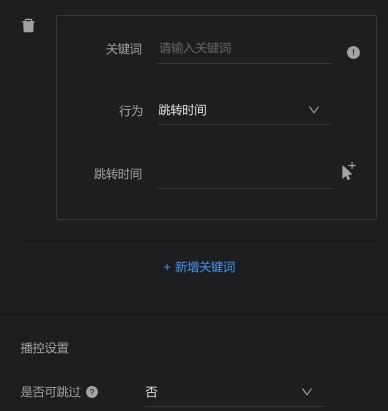 关键词 请输入关键词
行为 跳转时间
跳转时间
+ 新增关键词
播控设置
是否可跳过 ? 否